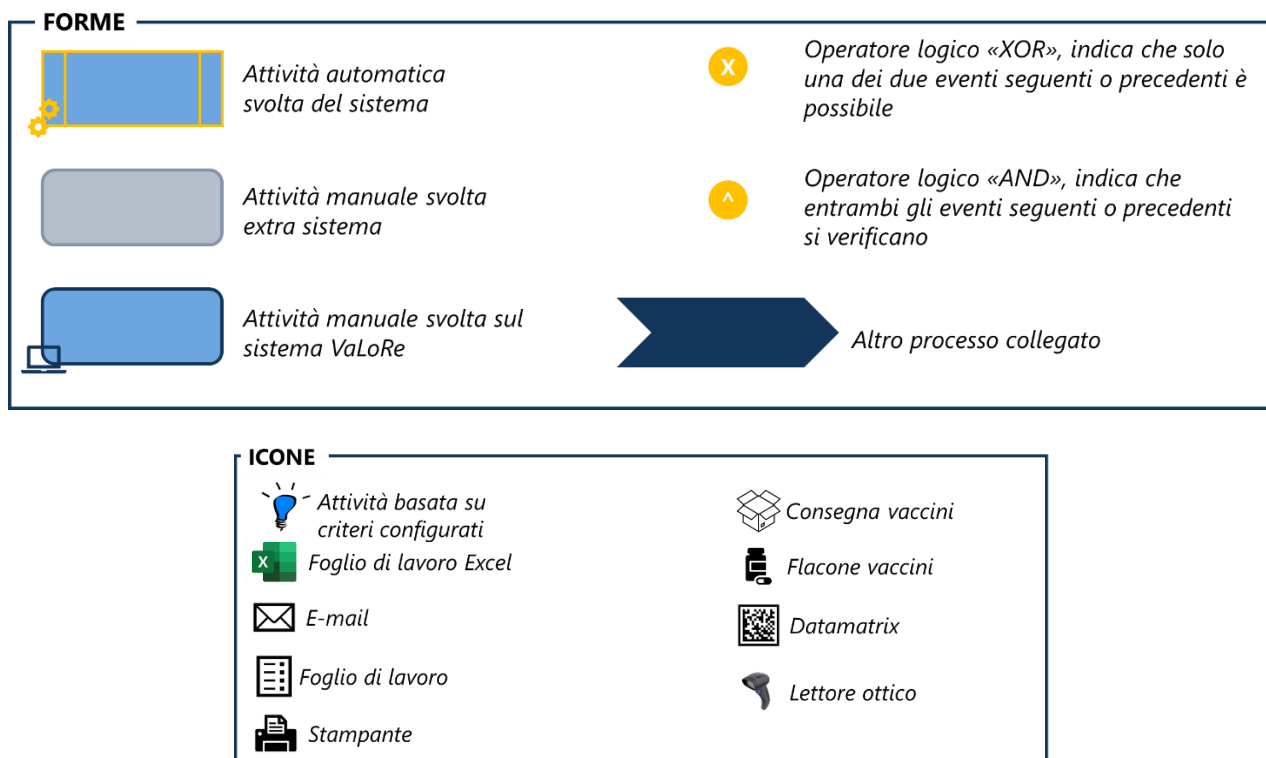 FORME
Attività automatica
svolta del sistema
Attività manuale svolta
extra sistema
Attività manuale svolta sul
sistema VaLoRe
X
Operatore logico «XOR», indica che solo
una dei due eventi seguenti o precedenti è
possibile
^
Operatore logico «AND», indica che
entrambi gli eventi seguenti o precedenti
si verificano
Altro processo collegato
ICONE
Attività basata su
criteri configurati
X
Foglio di lavoro Excel
E-mail
Foglio di lavoro
Stampante
Consegna vaccini
Flacone vaccini
Datamatrix
Lettore ottico